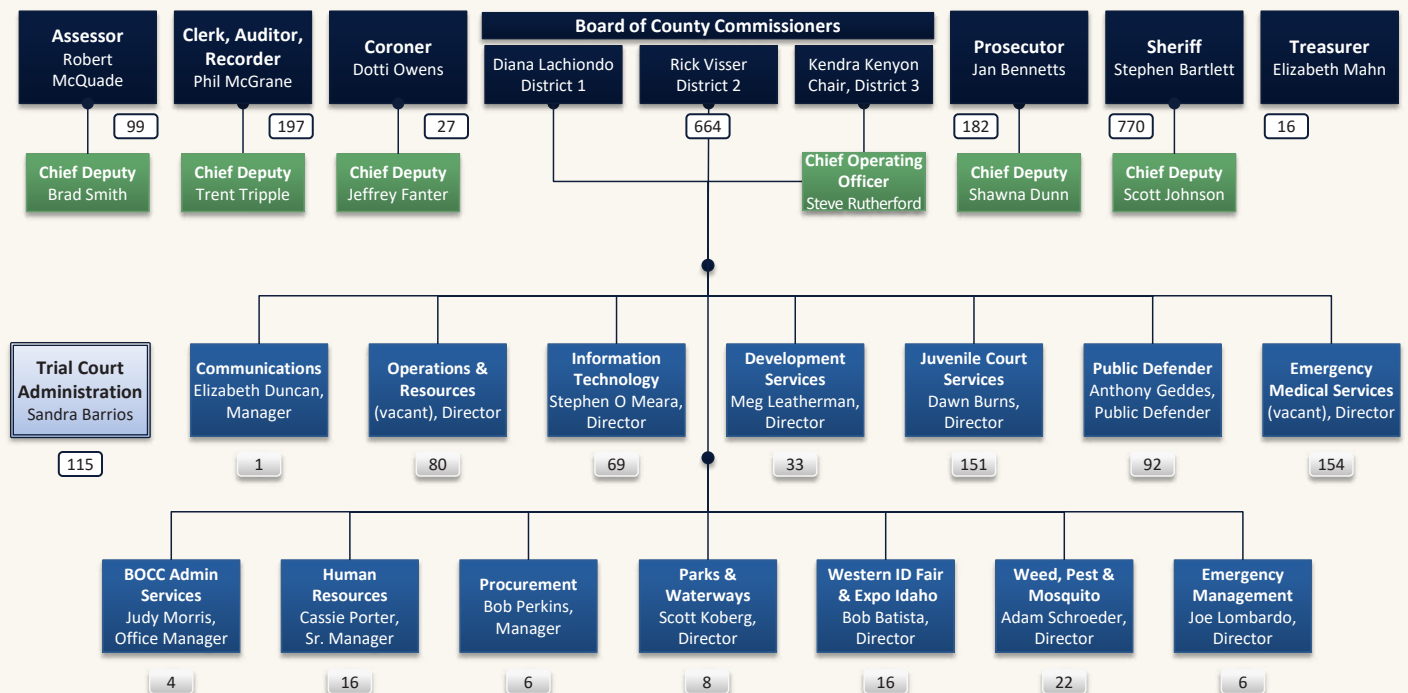 Assessor
Robert
McQuade
99
Chief Deputy
Brad Smith
Clerk, Auditor,
Recorder
Phil McGrane
197
Chief Deputy
Trent Tripple
Coroner
Dotti Owens
27
Chief Deputy
Jeffrey Fanter
Board of County Commissioners
Diana Lachiondo
District 1
Rick Visser
District 2
Kendra Kenyon
Chair, District 3
664
Chief Operating
Officer
Steve Rutherford
Prosecutor
Jan Bennetts
182
Chief Deputy
Shawna Dunn
Sheriff
Stephen Bartlett
770
Chief Deputy
Scott Johnson
Treasurer
Elizabeth Mahn
16
Trial Court
Administration
Sandra Barrios
115
Communications
Elizabeth Duncan,
Manager
1
Operations &
Resources
(vacant), Director
80
Information
Technology
Stephen O Meara,
Director
69
Development
Services
Meg Leatherman,
Director
33
Juvenile Court
Services
Dawn Burns,
Director
151
Public Defender
Anthony Geddes,
Public Defender
92
Emergency
Medical Services
(vacant), Director
154
BOCC Admin
Services
Judy Morris,
Office Manager
4
Human
Resources
Cassie Porter,
Sr. Manager
16
Procurement
Bob Perkins,
Manager
6
Parks &
Waterways
Scott Koberg,
Director
8
Western ID Fair
& Expo Idaho
Bob Batista,
Director
16
Weed, Pest &
Mosquito
Adam Schroeder,
Director
22
Emergency
Management
Joe Lombardo,
Director
6